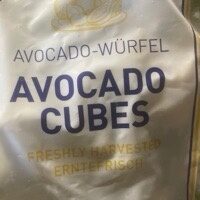 AVOCADO-WÜRFEL
AVOCADO
CUBES
FRESHLY HARVESTED
ERNTEFRISCH